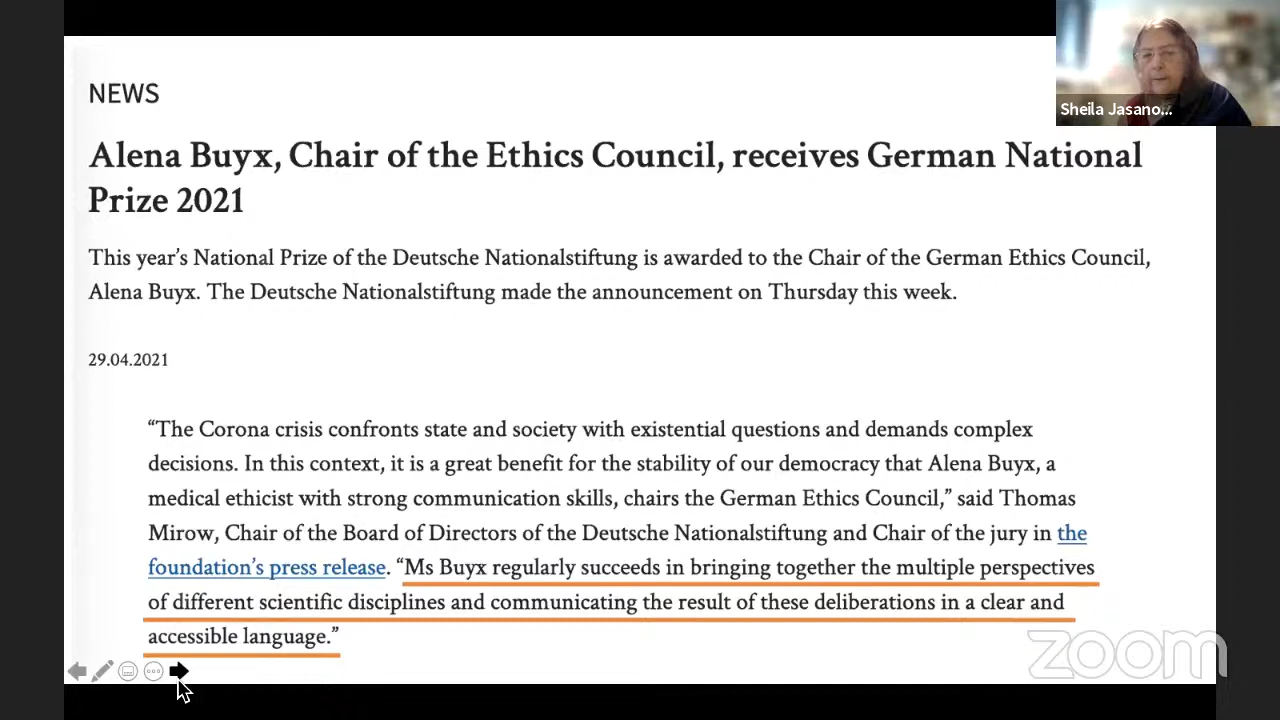 Sheila Jasano...
NEWS
Alena Buyx, Chair of the Ethics Council, receives German National
Prize 2021
This year’s National Prize of the Deutsche Nationalstiftung is awarded to the Chair of the German Ethics Council,
Alena Buyx. The Deutsche Nationalstiftung made the announcement on Thursday this week.
29.04.2021
“The Corona crisis confronts state and society with existential questions and demands complex
decisions. In this context, it is a great benefit for the stability of our democracy that Alena Buyx, a
medical ethicist with strong communication skills, chairs the German Ethics Council,” said Thomas
Mirow, Chair of the Board of Directors of the Deutsche Nationalstiftung and Chair of the jury in the
foundation’s press release. “Ms Buyx regularly succeeds in bringing together the multiple perspectives
of different scientific disciplines and communicating the result of these deliberations in a clear and
accessible language.”
zoom